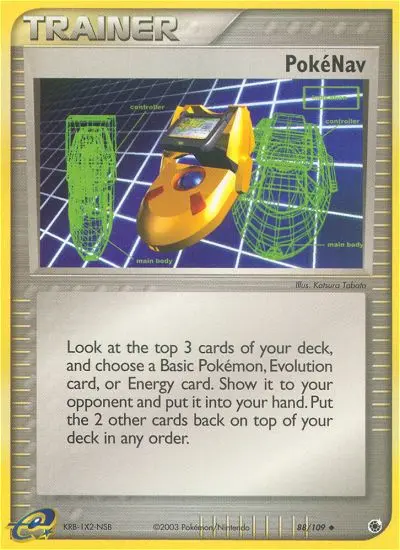 TRAINER
PokéNav
controller
controller
main body
main body
Illus. Katsura Tabata
Look at the top 3 cards of your deck,
and choose a Basic Pokémon, Evolution
card, or Energy card. Show it to your
opponent and put it into your hand. Put
the 2 other cards back on top of your
deck in any order.
e
KRB-1X2-NSB
©2003 Pokémon/Nintendo
88/109